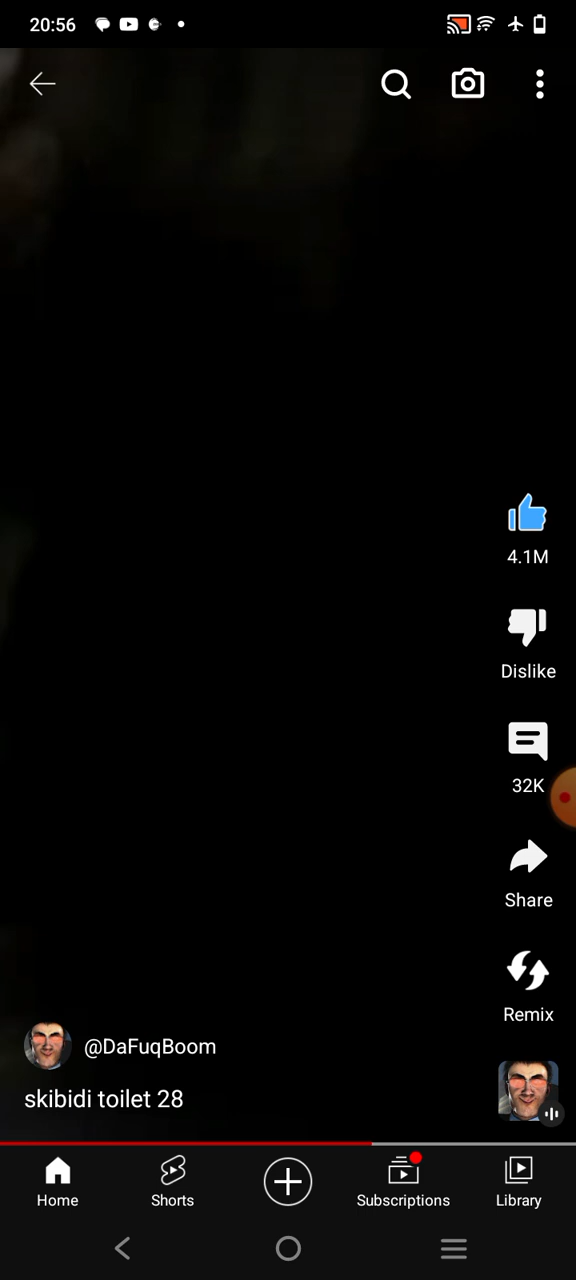 20:56
4.1M
Dislike
32K
Share
Remix
@DaFuqBoom
skibidi toilet 28
Home
Shorts
Subscriptions
Library